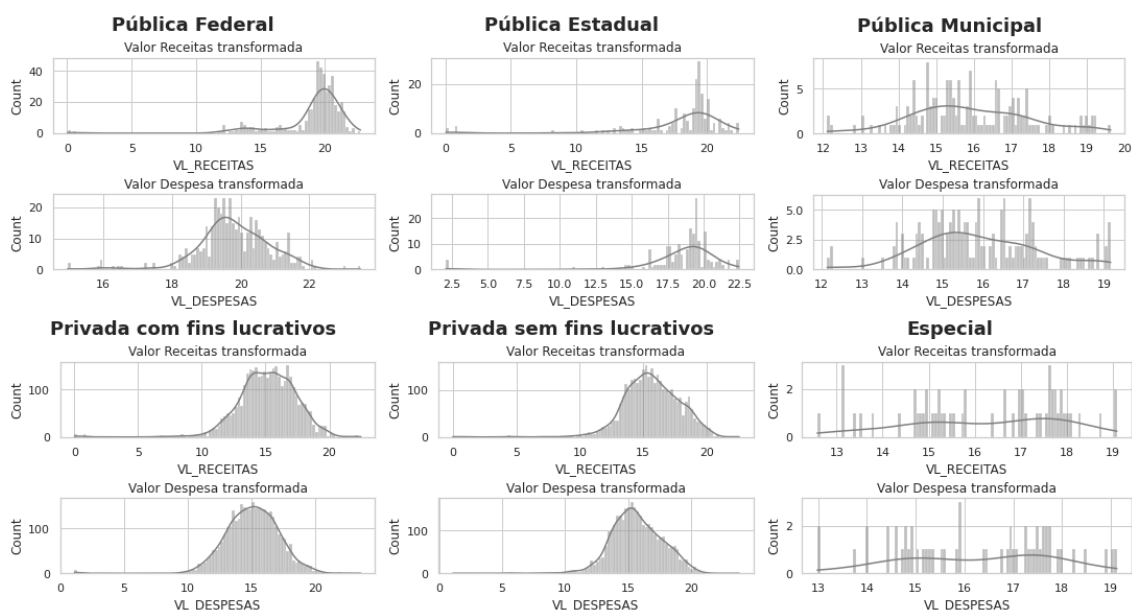 Pública Federal
Valor Receitas transformada
Count
40
20
0
0 5 10 15 20
VL_RECEITAS
Valor Despesa transformada
Count
20
10
0
16 18 20 22
VL_DESPESAS
Pública Estadual
Valor Receitas transformada
Count
20
0
0 5 10 15 20
VL_RECEITAS
Valor Despesa transformada
Count
20
10
0
2.5 5.0 7.5 10.0 12.5 15.0 17.5 20.0 22.5
VL_DESPESAS
Pública Municipal
Valor Receitas transformada
Count
5
0
12 13 14 15 16 17 18 19 20
VL_RECEITAS
Valor Despesa transformada
Count
5.0
2.5
0.0
12 13 14 15 16 17 18 19
VL_DESPESAS
Privada com fins lucrativos
Valor Receitas transformada
Count
100
0
0 5 10 15 20
VL_RECEITAS
Valor Despesa transformada
Count
100
0
0 5 10 15 20
VL_DESPESAS
Privada sem fins lucrativos
Valor Receitas transformada
Count
100
0
0 5 10 15 20
VL_RECEITAS
Valor Despesa transformada
Count
100
0
0 5 10 15 20
VL_DESPESAS
Especial
Valor Receitas transformada
Count
2
0
13 14 15 16 17 18 19
VL_RECEITAS
Valor Despesa transformada
Count
2
0
13 14 15 16 17 18 19
VL_DESPESAS